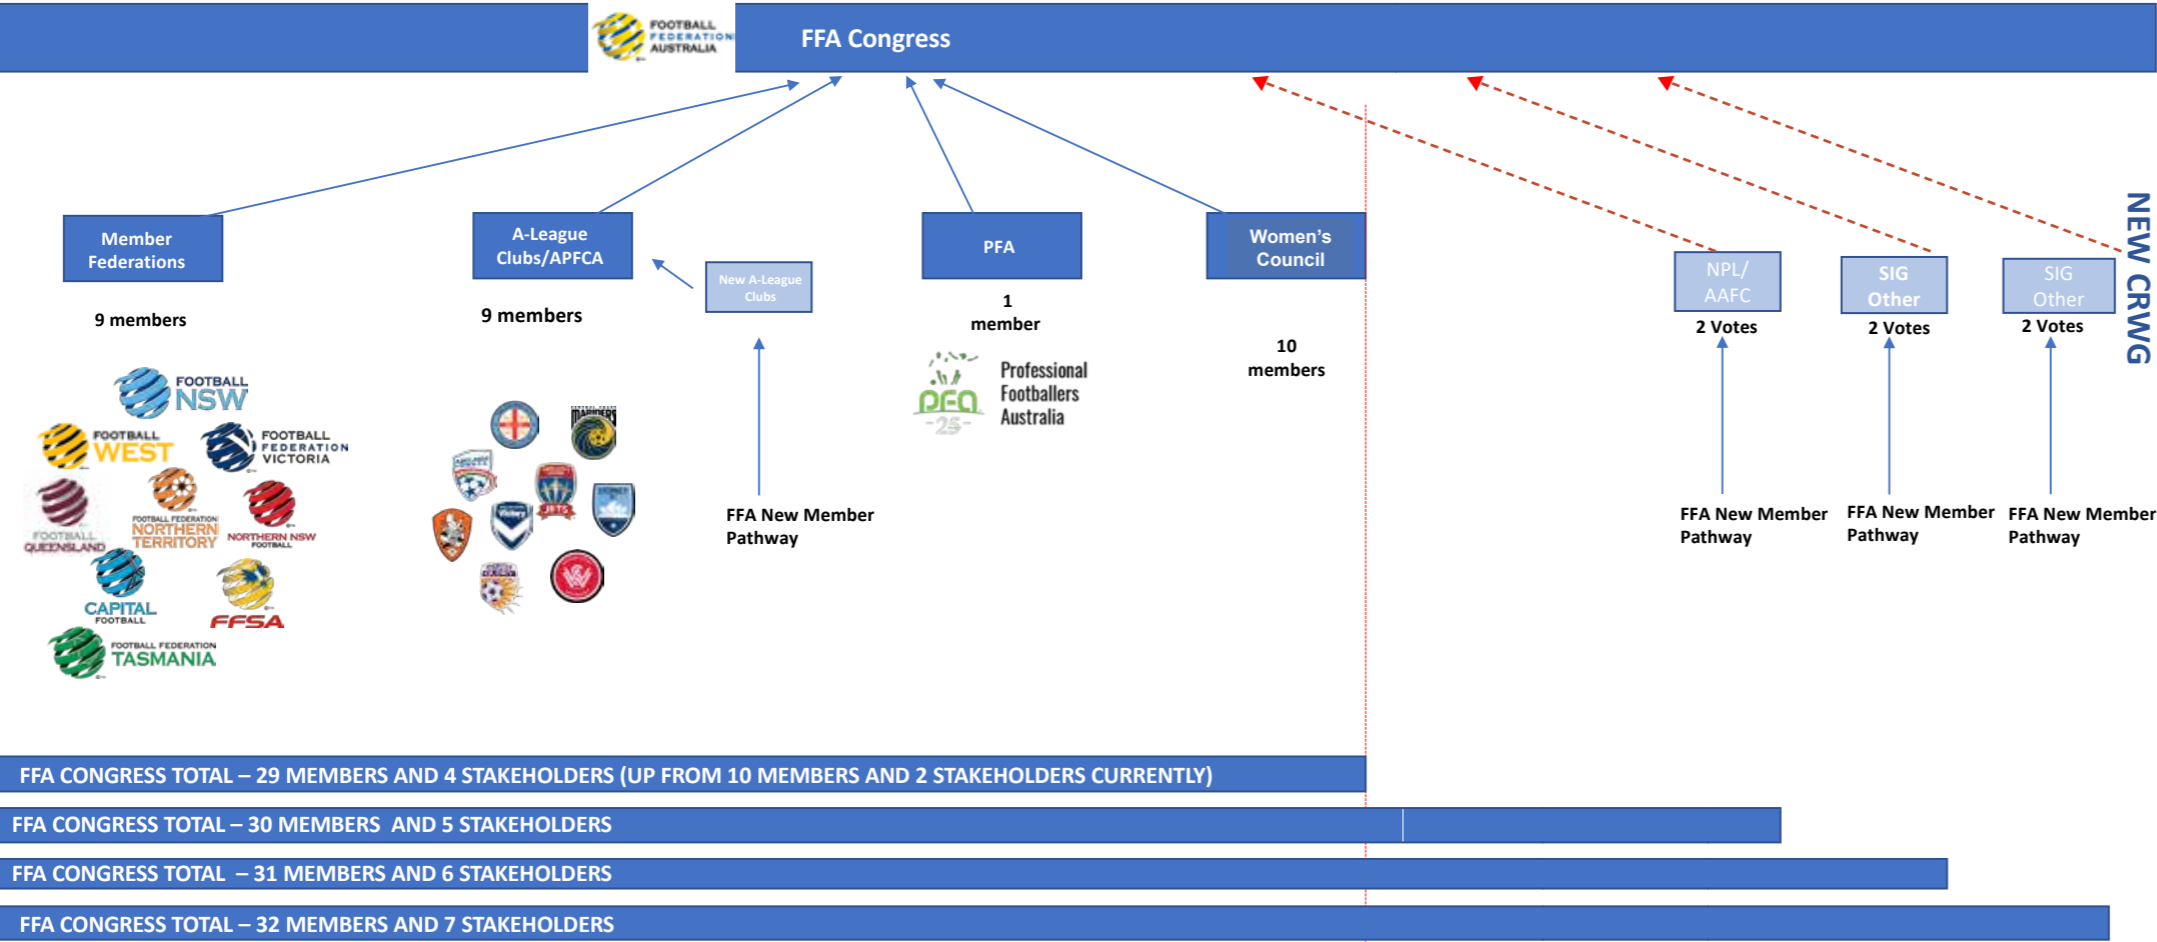 FOOTBALL
FEDERATION
AUSTRALIA
FFA Congress
Member
Federations
9 members
A-League
Clubs/APFCA
9 members
New A-League
Clubs
FFA New Member
Pathway
PFA
1
member
PFA
-25-
Professional
Footballers
Australia
Women's
Council
10
members
NPL/
AAFC
2 Votes
FFA New Member
Pathway
SIG
Other
2 Votes
FFA New Member
Pathway
SIG
Other
2 Votes
FFA New Member
Pathway
NEW CRWG
FOOTBALL
NSW
FOOTBALL
WEST
FOOTBALL
FEDERATION
VICTORIA
FOOTBALL
QUEENSLAND
FOOTBALL FEDERATION
NORTHERN
TERRITORY
NORTHERN NSW
FOOTBALL
CAPITAL
FOOTBALL
FFSA
FOOTBALL FEDERATION
TASMANIA
MARINERS
JETS
Victory
FFA CONGRESS TOTAL – 29 MEMBERS AND 4 STAKEHOLDERS (UP FROM 10 MEMBERS AND 2 STAKEHOLDERS CURRENTLY)
FFA CONGRESS TOTAL – 30 MEMBERS AND 5 STAKEHOLDERS
FFA CONGRESS TOTAL – 31 MEMBERS AND 6 STAKEHOLDERS
FFA CONGRESS TOTAL – 32 MEMBERS AND 7 STAKEHOLDERS